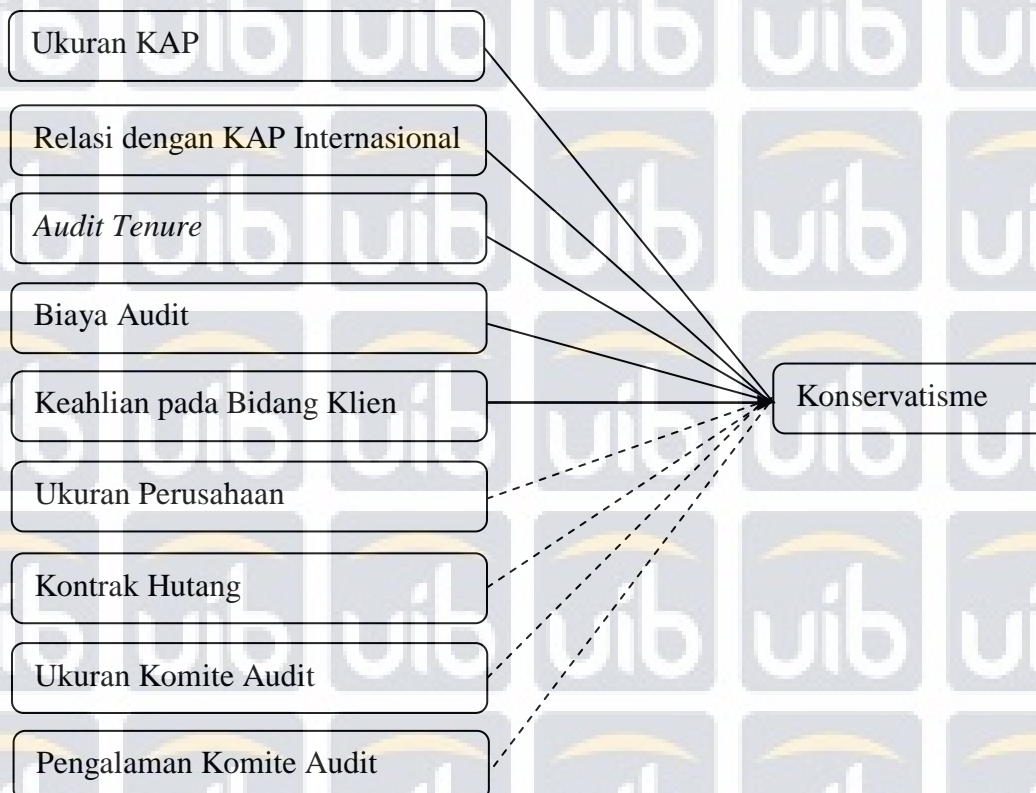 Ukuran KAP
Relasi dengan KAP Internasional
Audit Tenure
Biaya Audit
Keahlian pada Bidang Klien
Konservatisme
Ukuran Perusahaan
Kontrak Hutang
Ukuran Komite Audit
Pengalaman Komite Audit
uib